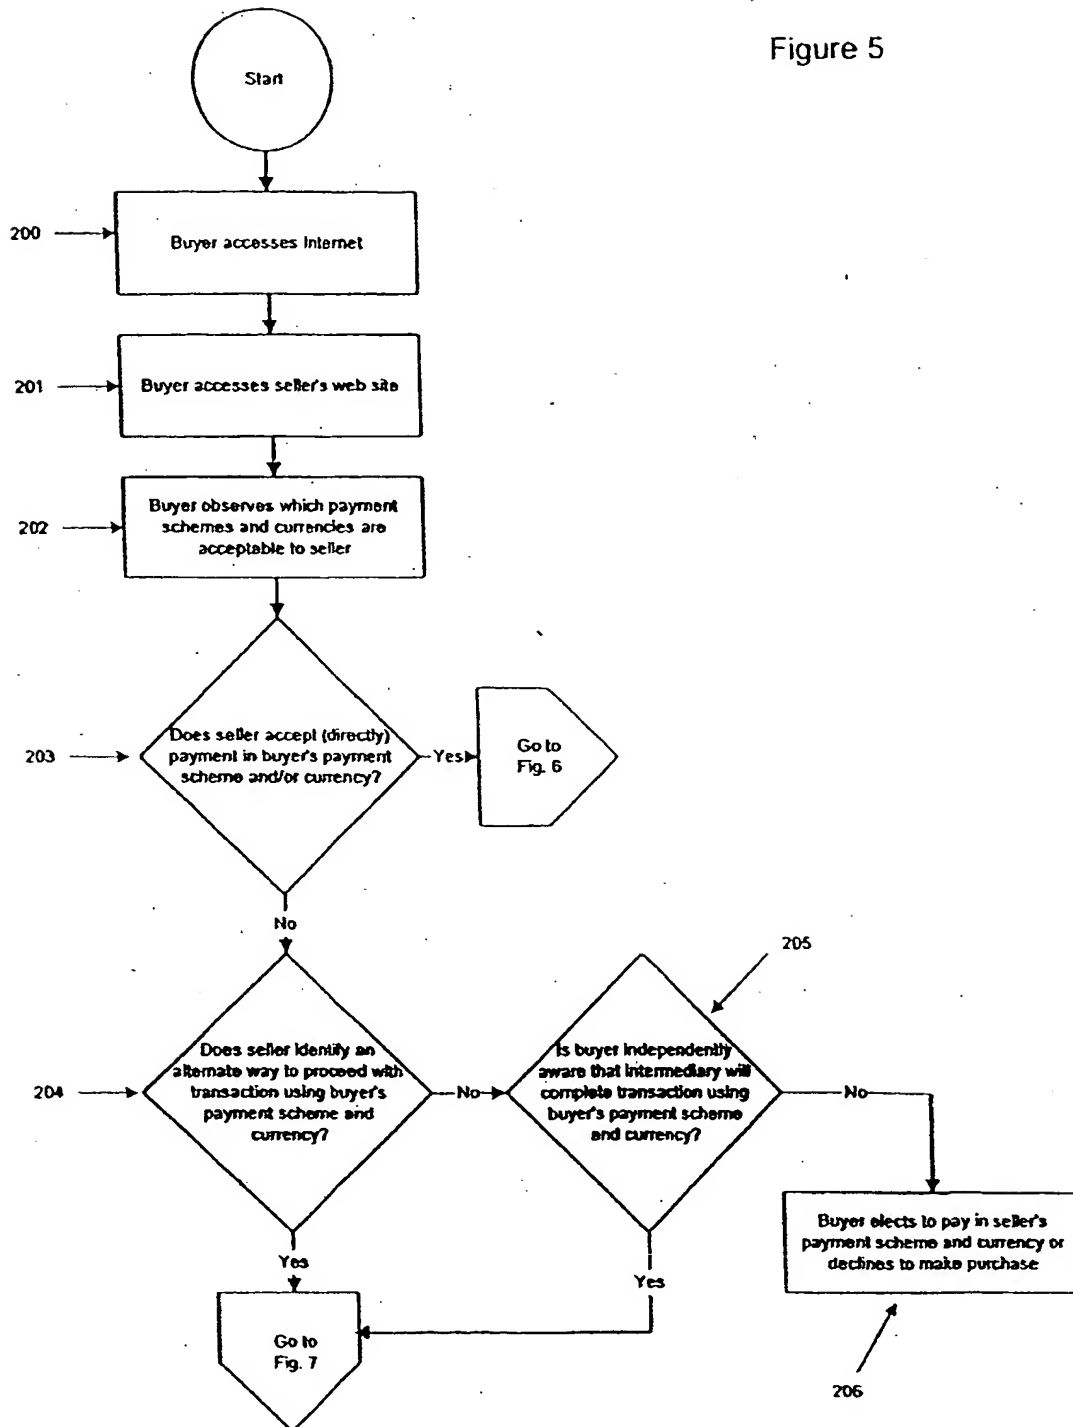 Figure 5
Start
200
Buyer accesses Internet
201
Buyer accesses seller's web site
202
Buyer observes which payment
schemes and currencies are
acceptable to seller
203
Does seller accept (directly)
payment in buyer's payment
scheme and/or currency?
Yes
Go to
Fig. 6
No
205
204
Does seller identify an
alternate way to proceed with
transaction using buyer's
payment scheme and
currency?
No
Is buyer independently
aware that intermediary will
complete transaction using
buyer's payment scheme
and currency?
No
Buyer elects to pay in seller's
payment scheme and currency or
declines to make purchase
Yes
Yes
Go to
Fig. 7
206